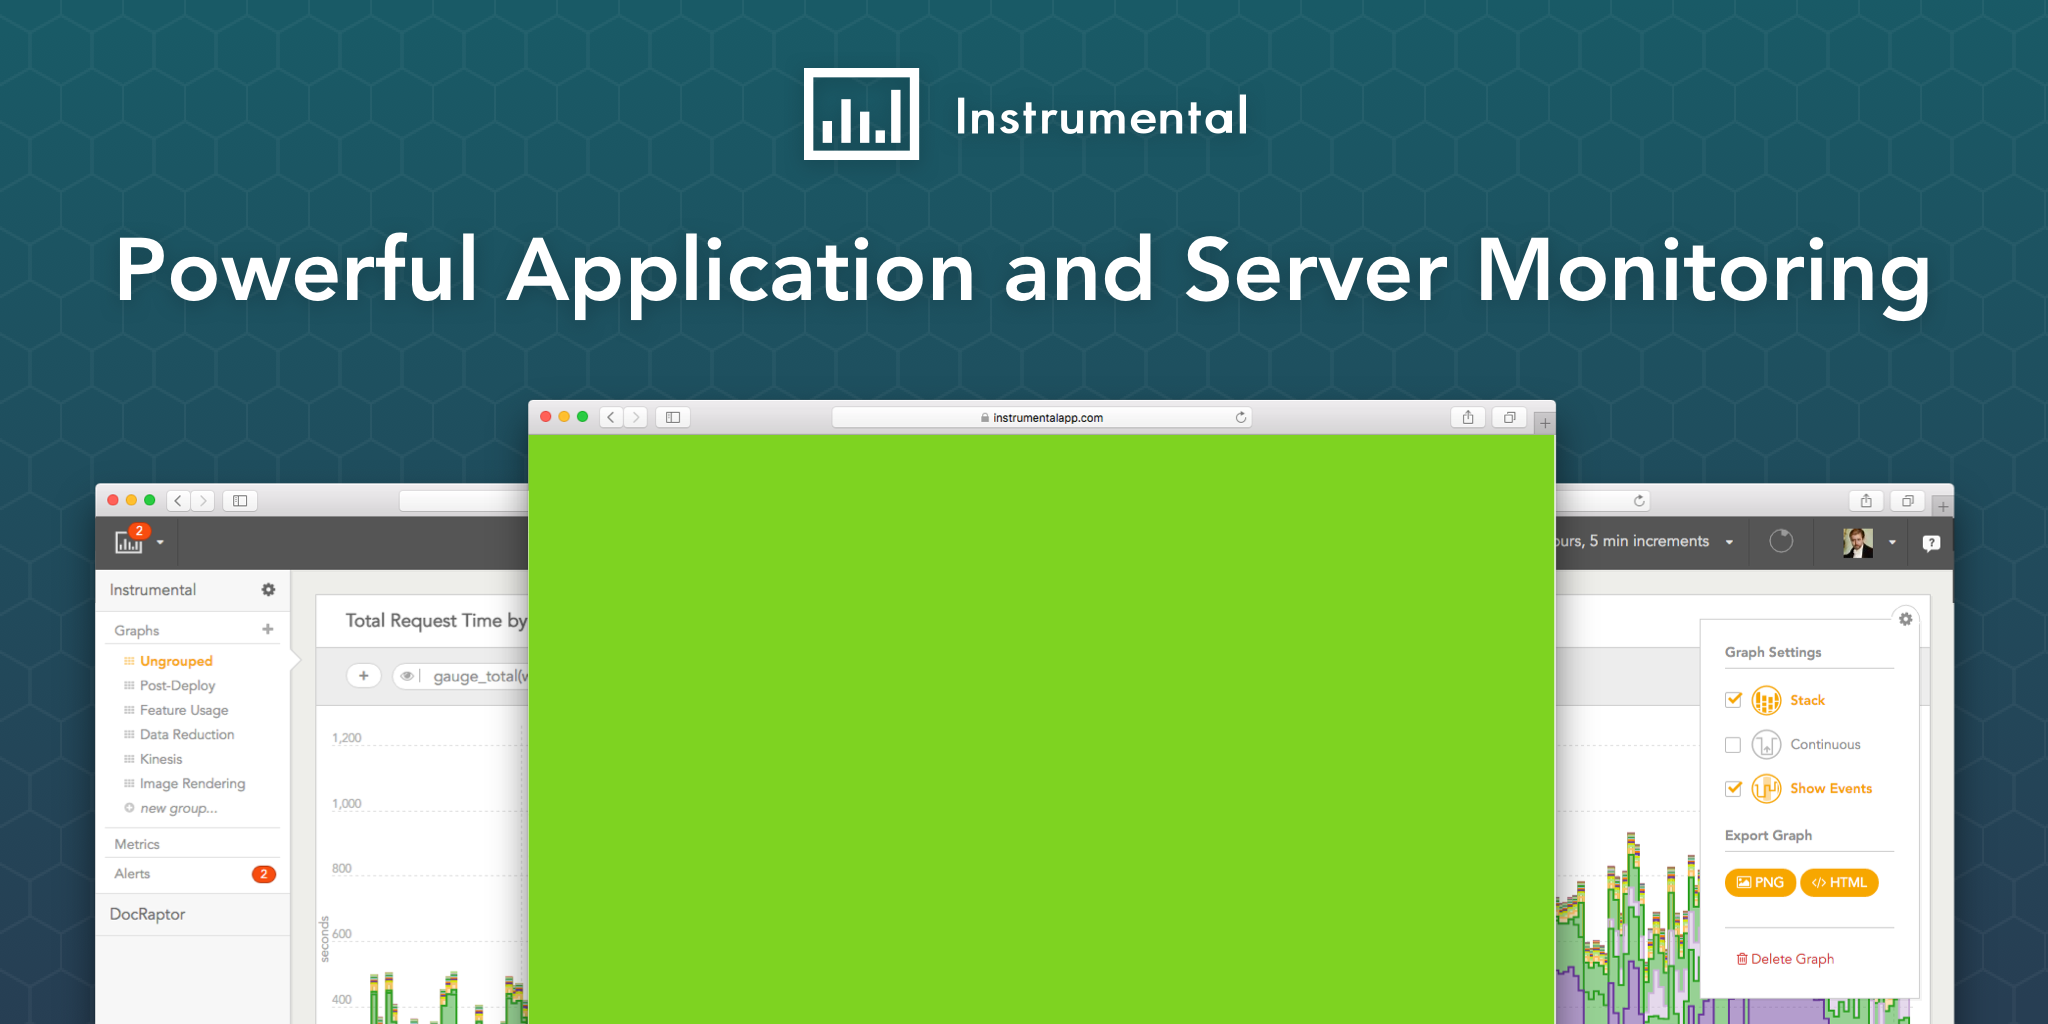 Instrumental
Powerful Application and Server Monitoring
instrumentalapp.com
2
ours, 5 min increments
?
Instrumental
Graphs
Ungrouped
Post-Deploy
Feature Usage
Data Reduction
Kinesis
Image Rendering
new group...
Metrics
Alerts 2
DocRaptor
Total Request Time by
gauge_total(
1,200
1,000
800
600
400
seconds
Graph Settings
Stack
Continuous
Show Events
Export Graph
PNG
</> HTML
Delete Graph